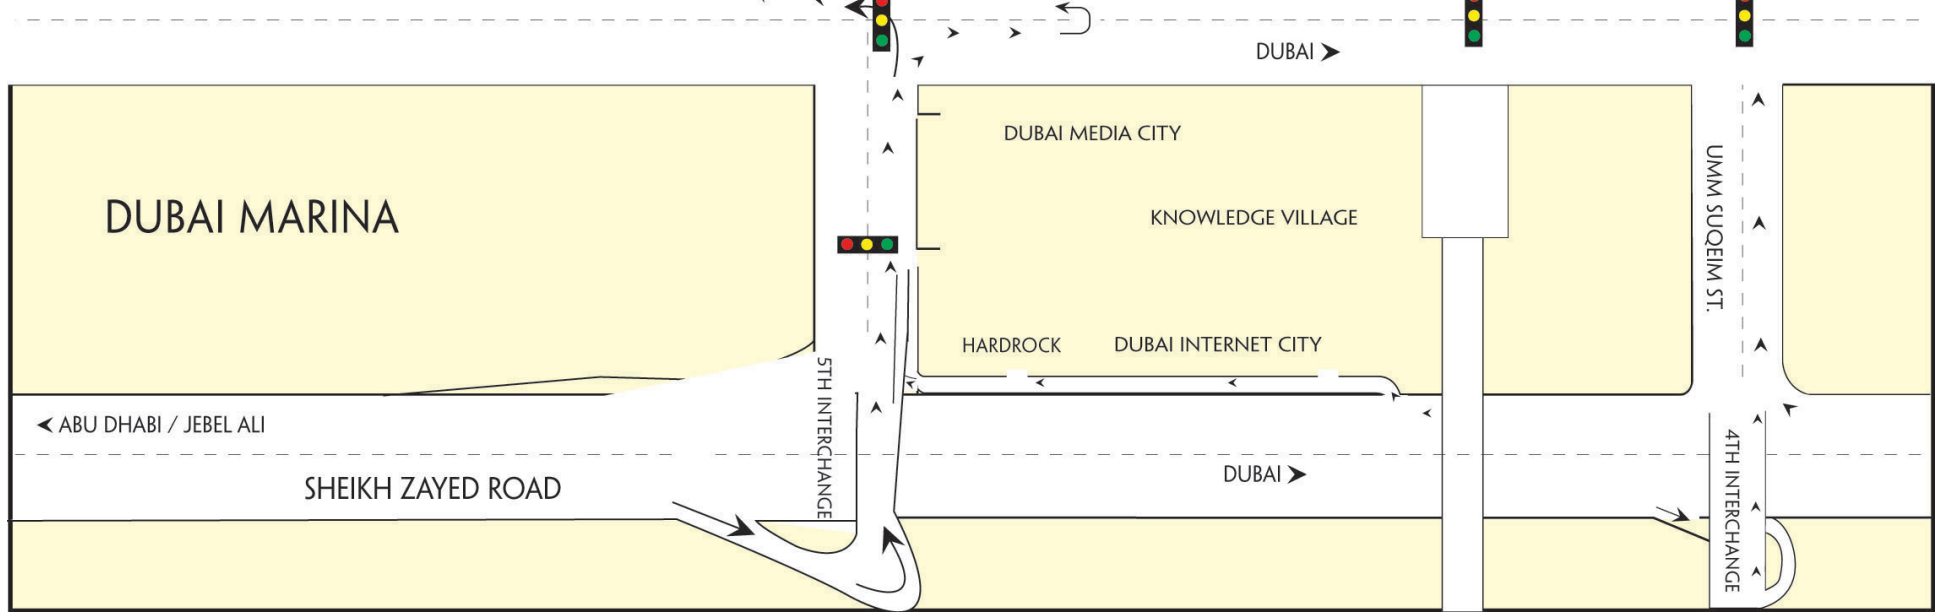 DUBAI
DUBAI MEDIA CITY
DUBAI MARINA
KNOWLEDGE VILLAGE
UMM SUQEIM ST.
HARDROCK
DUBAI INTERNET CITY
5TH INTERCHANGE
ABU DHABI / JEBEL ALI
4TH INTERCHANGE
DUBAI
SHEIKH ZAYED ROAD